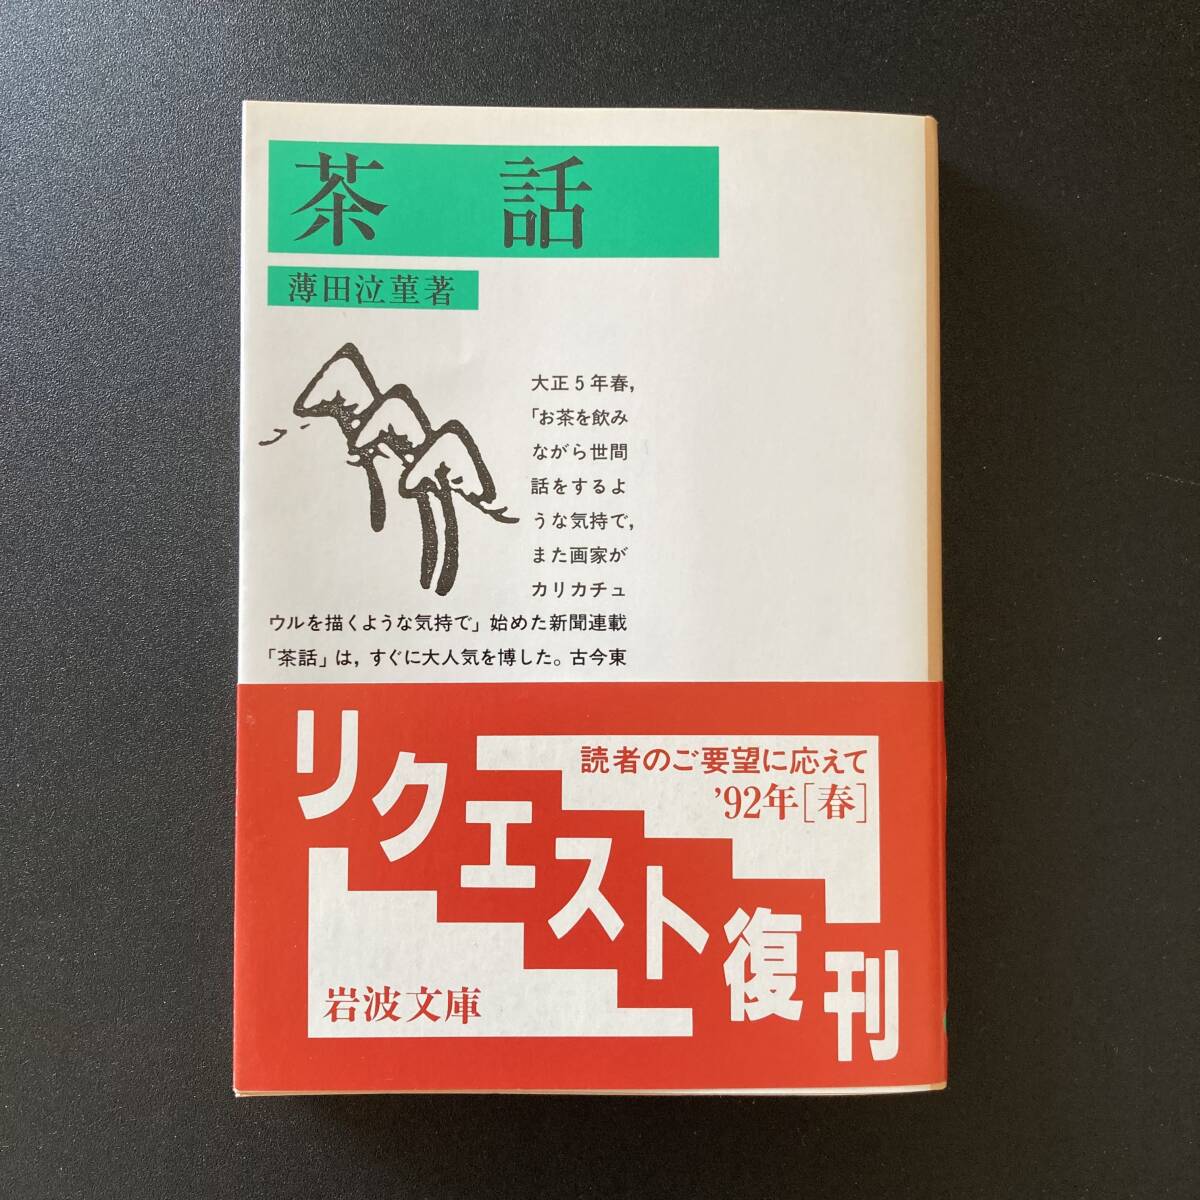 茶話
薄田泣菫著
大正5年春,
「お茶を飲み
ながら世間
話をするよ
うな気持で,
また画家が
カリカチュ
ウルを描くような気持で」始めた新聞連載
「茶話」は,すぐに大人気を博した。古今東
リクエスト復刊
読者のご要望に応えて
'92年[春]
岩波文庫